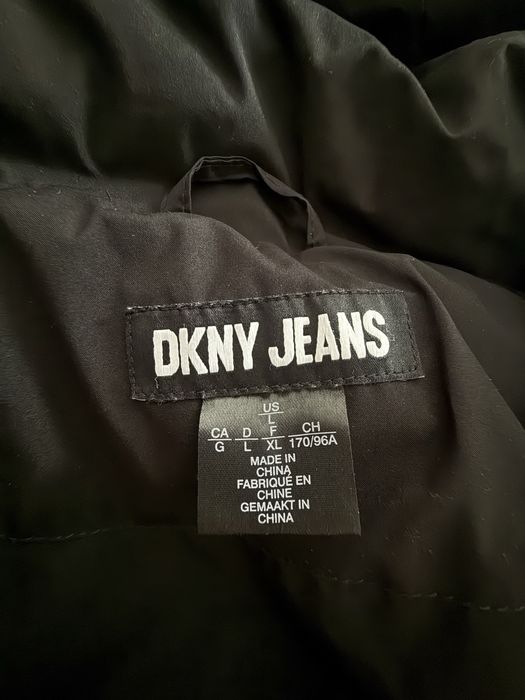 DKNY JEANS
US
L
CA D F CH
G L XL 170/96A
MADE IN
CHINA
FABRIQUÉ EN
CHINE
GEMAAKT IN
CHINA